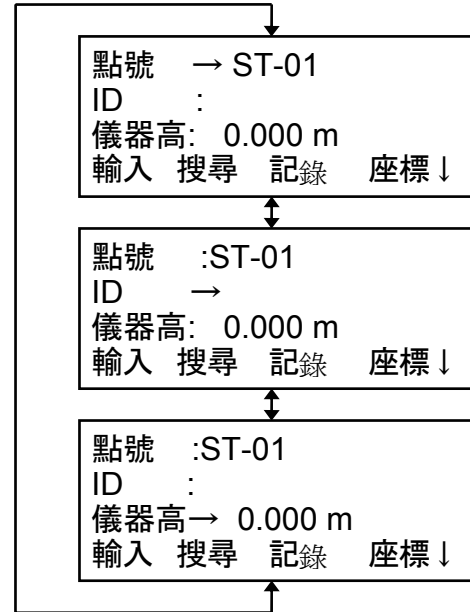 點號 → ST-01
ID :
儀器高: 0.000 m
輸入 搜尋 記錄 座標↓
點號 :ST-01
ID →
儀器高: 0.000 m
輸入 搜尋 記錄 座標↓
點號 :ST-01
ID :
儀器高→ 0.000 m
輸入 搜尋 記錄 座標↓